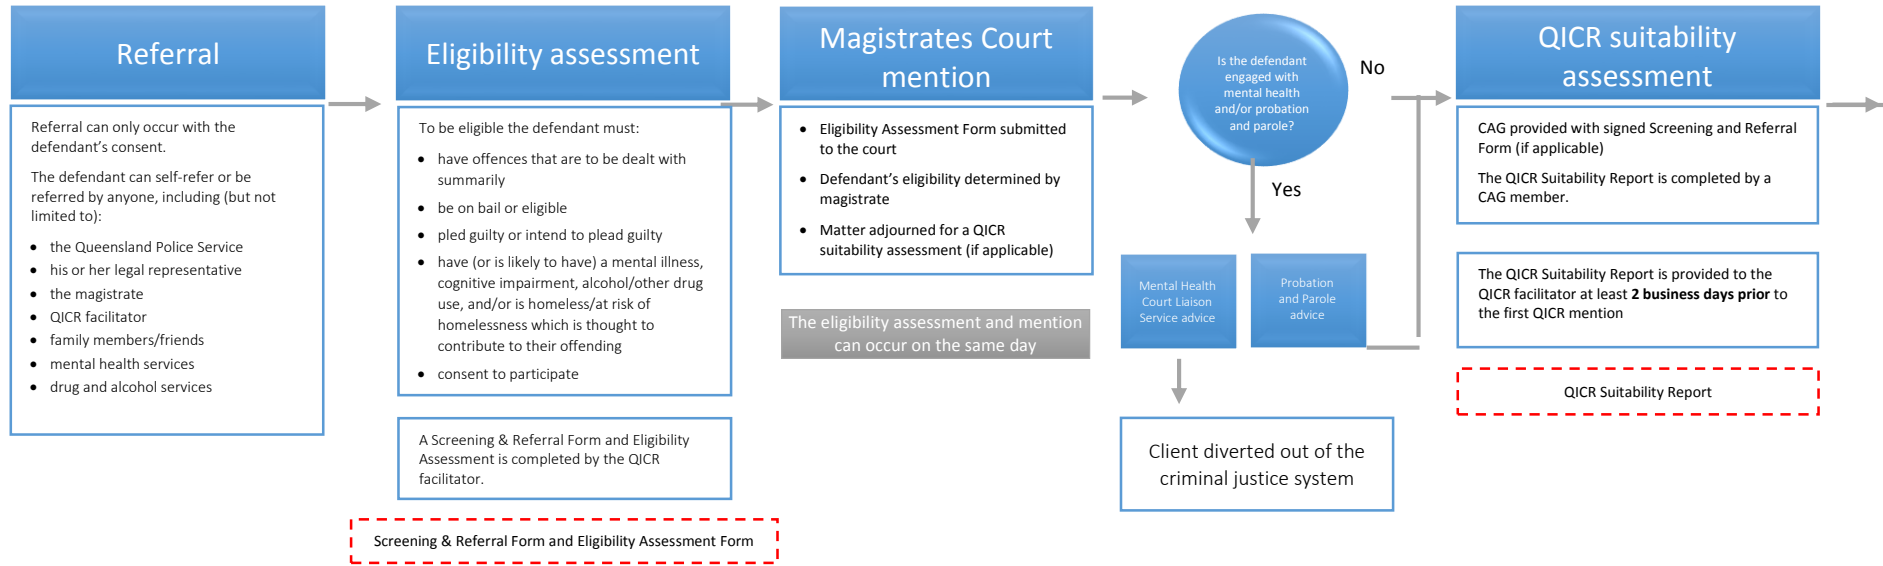 Referral
Referral can only occur with the
defendant's consent.
The defendant can self-refer or be
referred by anyone, including (but not
limited to):
• the Queensland Police Service
• his or her legal representative
• the magistrate
• QICR facilitator
• family members/friends
• mental health services
• drug and alcohol services
Eligibility assessment
To be eligible the defendant must:
• have offences that are to be dealt with
summarily
• be on bail or eligible
• pled guilty or intend to plead guilty
• have (or is likely to have) a mental illness,
cognitive impairment, alcohol/other drug
use, and/or is homeless/at risk of
homelessness which is thought to
contribute to their offending
• consent to participate
A Screening & Referral Form and Eligibility
Assessment is completed by the QICR
facilitator.
Screening & Referral Form and Eligibility Assessment Form
Magistrates Court
mention
• Eligibility Assessment Form submitted
to the court
• Defendant's eligibility determined by
magistrate
• Matter adjourned for a QICR
suitability assessment (if applicable)
The eligibility assessment and mention
can occur on the same day
Is the defendant
engaged with
mental health
and/or probation
and parole?
No
Yes
Mental Health
Court Liaison
Service advice
Probation
and Parole
advice
Client diverted out of the
criminal justice system
QICR suitability
assessment
CAG provided with signed Screening and Referral
Form (if applicable)
The QICR Suitability Report is completed by a
CAG member.
The QICR Suitability Report is provided to the
QICR facilitator at least 2 business days prior to
the first QICR mention
QICR Suitability Report